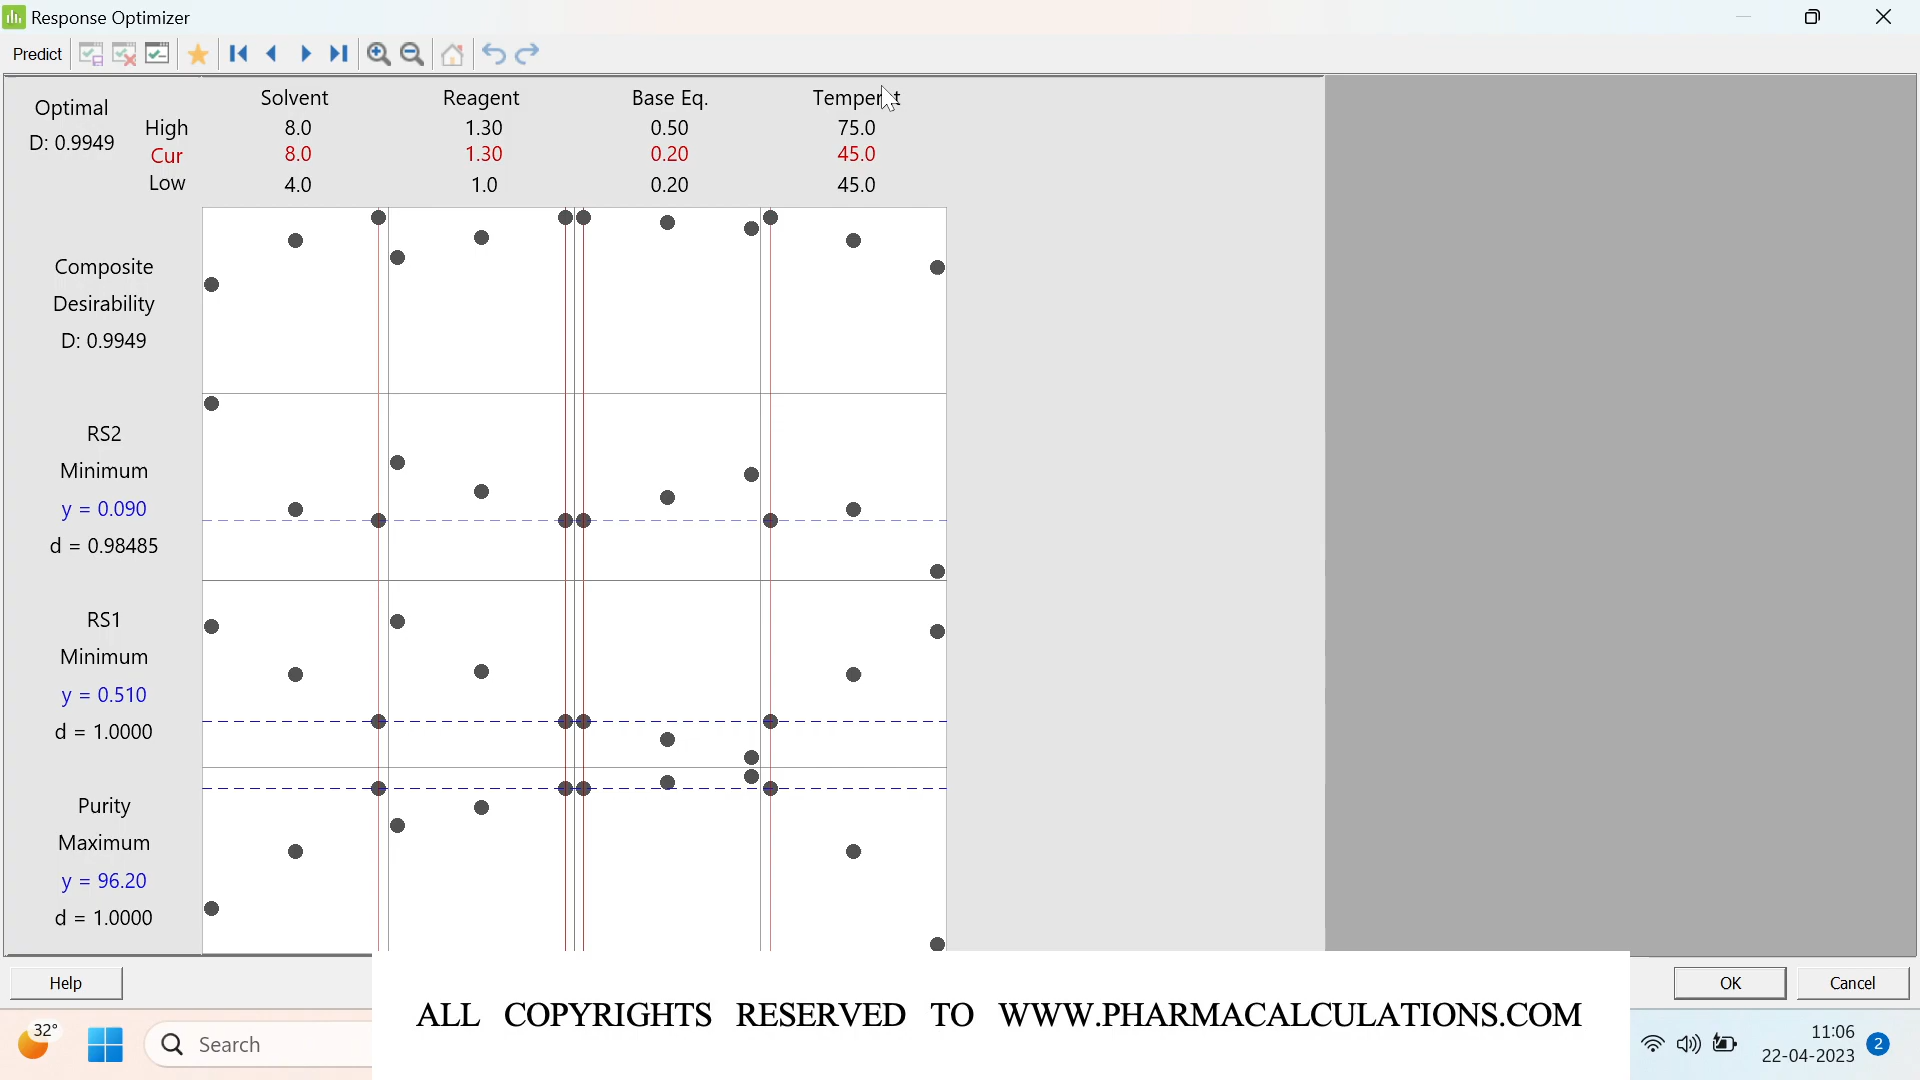 Response Optimizer
Predict
Optimal
D: 0.9949
Solvent Reagent Base Eq.
High 8.0 1.30 0.50 75.0
Cur 8.0 1.30 0.20 45.0
Low 4.0 1.0 0.20 45.0
Composite
Desirability
D: 0.9949
RS2
Minimum
y = 0.090
d = 0.98485
RS1
Minimum
y = 0.510
d = 1.0000
Purity
Maximum
y = 96.20
d = 1.0000
Help OK Cancel
ALL COPYRIGHTS RESERVED TO WWW.PHARMACALCULATIONS.COM
32°
Search
11:06
22-04-2023
2